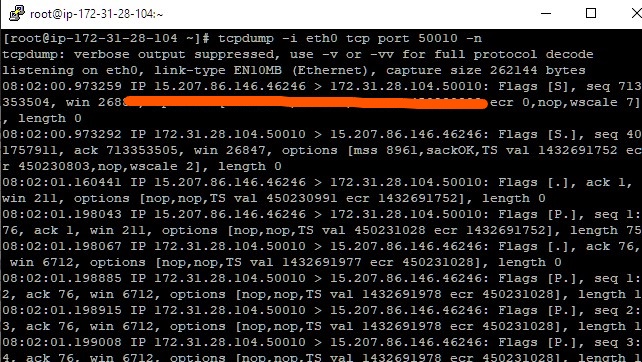 root@ip-172-31-28-104:~
[root@ip-172-31-28-104 ~]# tcpdump -i eth0 tcp port 50010 -n
tcpdump: verbose output suppressed, use -v or -vv for full protocol decode
listening on eth0, link-type EN10MB (Ethernet), capture size 262144 bytes
08:02:00.973259 IP 15.207.86.146.46246 > 172.31.28.104.50010: Flags [S], seq 713
353504, win 268 ecr 0,nop,wscale 7]
, length 0
08:02:00.973292 IP 172.31.28.104.50010 > 15.207.86.146.46246: Flags [S.], seq 40
1757911, ack 713353505, win 26847, options [mss 8961,sackOK,TS val 1432691752 ec
r 450230803,nop,wscale 2], length 0
08:02:01.160441 IP 15.207.86.146.46246 > 172.31.28.104.50010: Flags [.], ack 1,
win 211, options [nop,nop,TS val 450230991 ecr 1432691752], length 0
08:02:01.198043 IP 15.207.86.146.46246 > 172.31.28.104.50010: Flags [P.], seq 1:
76, ack 1, win 211, options [nop,nop,TS val 450231028 ecr 1432691752], length 75
08:02:01.198067 IP 172.31.28.104.50010 > 15.207.86.146.46246: Flags [.], ack 76,
win 6712, options [nop,nop,TS val 1432691977 ecr 450231028], length 0
08:02:01.198885 IP 172.31.28.104.50010 > 15.207.86.146.46246: Flags [P.], seq 1:
2, ack 76, win 6712, options [nop,nop,TS val 1432691978 ecr 450231028], length 1
08:02:01.198915 IP 172.31.28.104.50010 > 15.207.86.146.46246: Flags [P.], seq 2:
3, ack 76, win 6712, options [nop,nop,TS val 1432691978 ecr 450231028], length 1
08:02:01.199008 IP 172.31.28.104.50010 > 15.207.86.146.46246: Flags [P.], seq 3:
4, ack 76, win 6712, options [nop,nop,TS val 1432691978 ecr 450231028], length 1